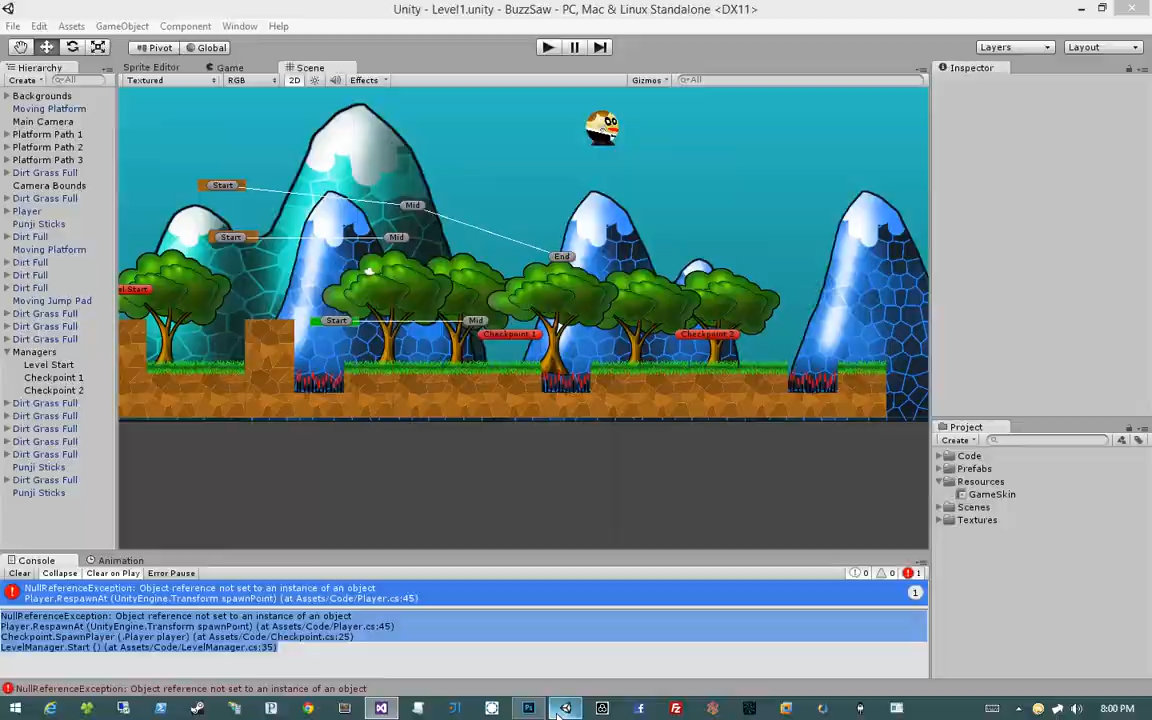 Unity - Level1.unity - BuzzSaw - PC, Mac & Linux Standalone <DX11>
File Edit Assets GameObject Component Window Help
Pivot Global Layers Layout
Hierarchy Sprite Editor Game Scene Inspector
Create All Textured RGB 2D Effects Gizmos All
Backgrounds
Moving Platform
Main Camera
Platform Path 1
Platform Path 2
Platform Path 3
Dirt Grass Full
Camera Bounds
Dirt Grass Full
Player
Punji Sticks
Dirt Full
Moving Platform
Dirt Full
Dirt Full
Dirt Full
Moving Jump Pad
Dirt Grass Full
Dirt Grass Full
Dirt Grass Full
Managers
Level Start
Checkpoint 1
Checkpoint 2
Dirt Grass Full
Dirt Grass Full
Dirt Grass Full
Dirt Grass Full
Dirt Grass Full
Punji Sticks
Dirt Grass Full
Punji Sticks
Start
Mid
Start
Mid
End
el Start
Start
Mid
Checkpoint 1
Checkpoint 2
Project
Create
Code
Prefabs
Resources
GameSkin
Scenes
Textures
Console Animation
Clear Collapse Clear on Play Error Pause 0 0 1
NullReferenceException: Object reference not set to an instance of an object
Player.RespawnAt (UnityEngine.Transform spawnPoint) (at Assets/Code/Player.cs:45)
1
NullReferenceException: Object reference not set to an instance of an object
Player.RespawnAt (UnityEngine.Transform spawnPoint) (at Assets/Code/Player.cs:45)
Checkpoint.SpawnPlayer (.Player player) (at Assets/Code/Checkpoint.cs:25)
LevelManager.Start () (at Assets/Code/LevelManager.cs:35)
NullReferenceException: Object reference not set to an instance of an object
8:00 PM